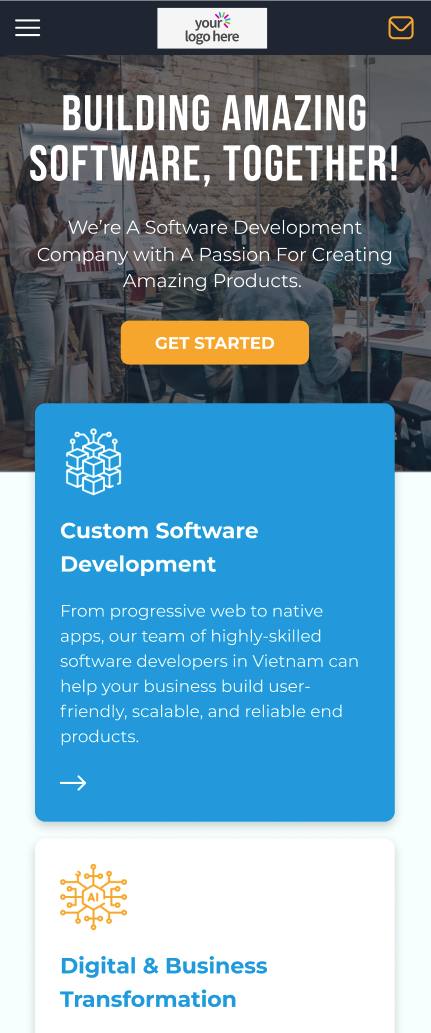 your
logo here
BUILDING AMAZING
SOFTWARE, TOGETHER!
We're A Software Development
Company with A Passion For Creating
Amazing Products.
GET STARTED
Custom Software
Development
From progressive web to native
apps, our team of highly-skilled
software developers in Vietnam can
help your business build user-
friendly, scalable, and reliable end
products.
AI
Digital & Business
Transformation